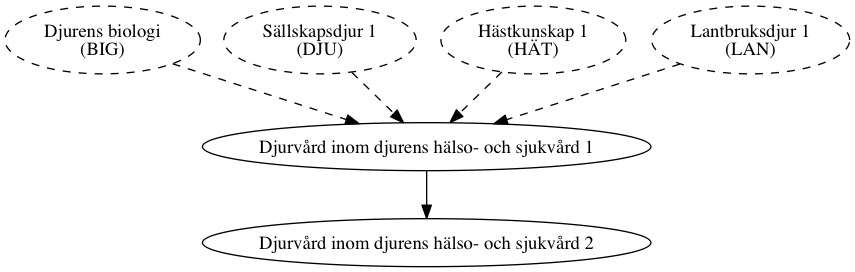 Djurens biologi
(BIG)
Sällskapsdjur 1
(DJU)
Hästkunskap 1
(HÄT)
Lantbruksdjur 1
(LAN)
Djurvård inom djurens hälso- och sjukvård 1
Djurvård inom djurens hälso- och sjukvård 2